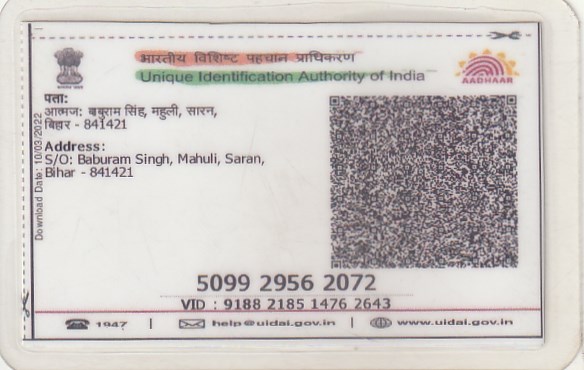 भारतीय विशिष्ट पहचान प्राधिकरण
Unique Identification Authority of India
AADHAAR
पता:
आत्मज: बाबुराम सिंह, महुली, सारन,
बिहार - 841421
Address:
S/O: Baburam Singh, Mahuli, Saran,
Bihar - 841421
Download Date: 10/03/2022
5099 2956 2072
VID : 9188 2185 1476 2643
1947 | help@uidai.gov.in | www.uidai.gov.in